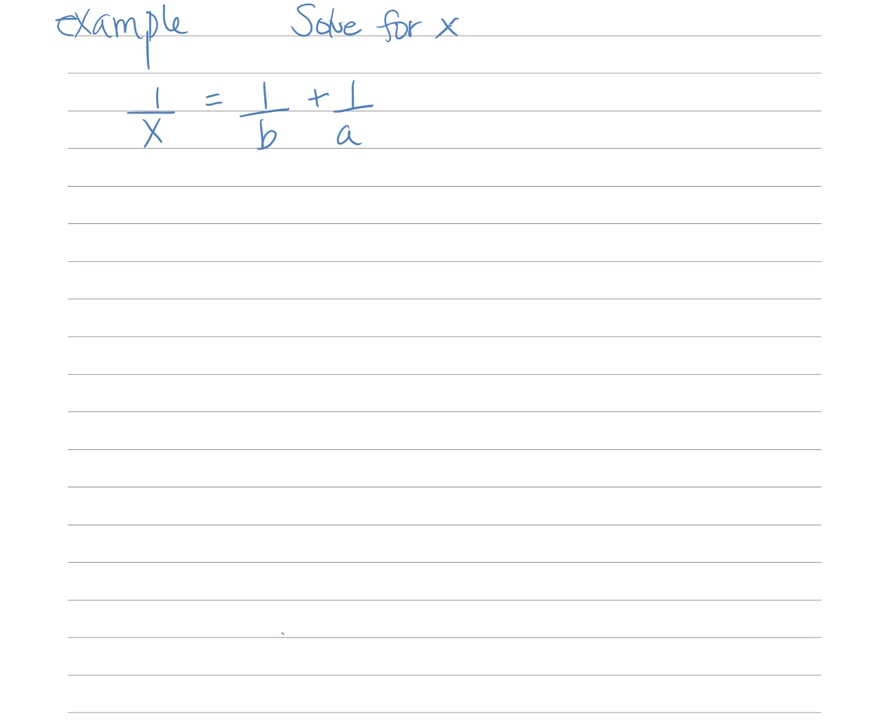 example Solve for x
1/x = 1/b + 1/a